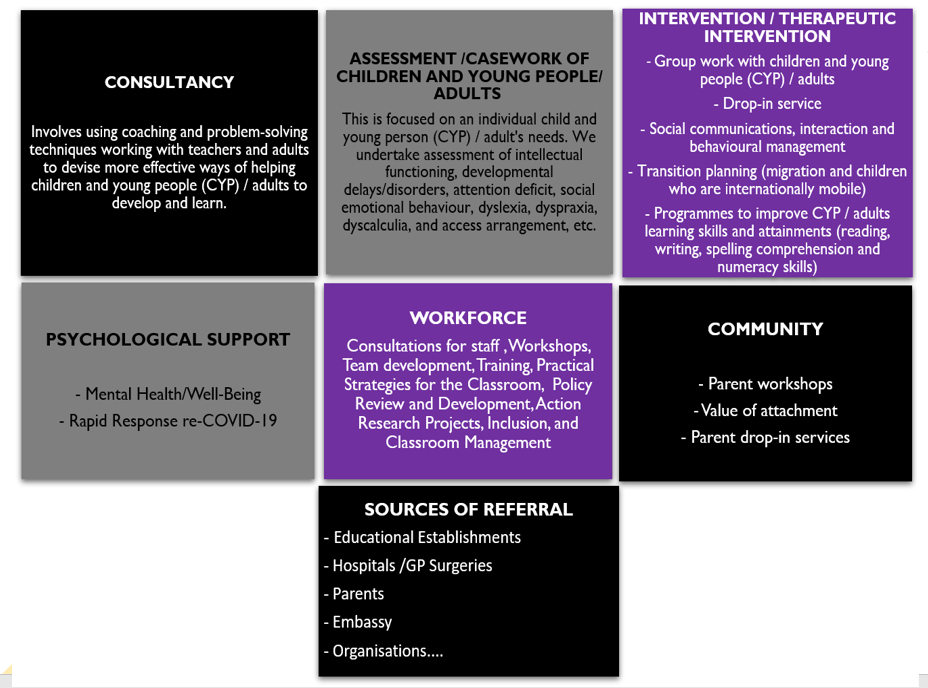 CONSULTANCY
Involves using coaching and problem-solving
techniques working with teachers and adults
to devise more effective ways of helping
children and young people (CYP) / adults to
develop and learn.
ASSESSMENT /CASEWORK OF
CHILDREN AND YOUNG PEOPLE/
ADULTS
This is focused on an individual child and
young person (CYP) / adult's needs. We
undertake assessment of intellectual
functioning, developmental
delays/disorders, attention deficit, social
emotional behaviour, dyslexia, dyspraxia,
dyscalculia, and access arrangement, etc.
INTERVENTION / THERAPEUTIC
INTERVENTION
- Group work with children and young
people (CYP) / adults
- Drop-in service
- Social communications, interaction and
behavioural management
- Transition planning (migration and children
who are internationally mobile)
- Programmes to improve CYP / adults
learning skills and attainments (reading,
writing, spelling comprehension and
numeracy skills)
PSYCHOLOGICAL SUPPORT
- Mental Health/Well-Being
- Rapid Response re-COVID-19
WORKFORCE
Consultations for staff ,Workshops,
Team development, Training, Practical
Strategies for the Classroom,  Policy
Review and Development, Action
Research Projects, Inclusion, and
Classroom Management
COMMUNITY
- Parent workshops
- Value of attachment
- Parent drop-in services
SOURCES OF REFERRAL
- Educational Establishments
- Hospitals /GP Surgeries
- Parents
- Embassy
- Organisations....